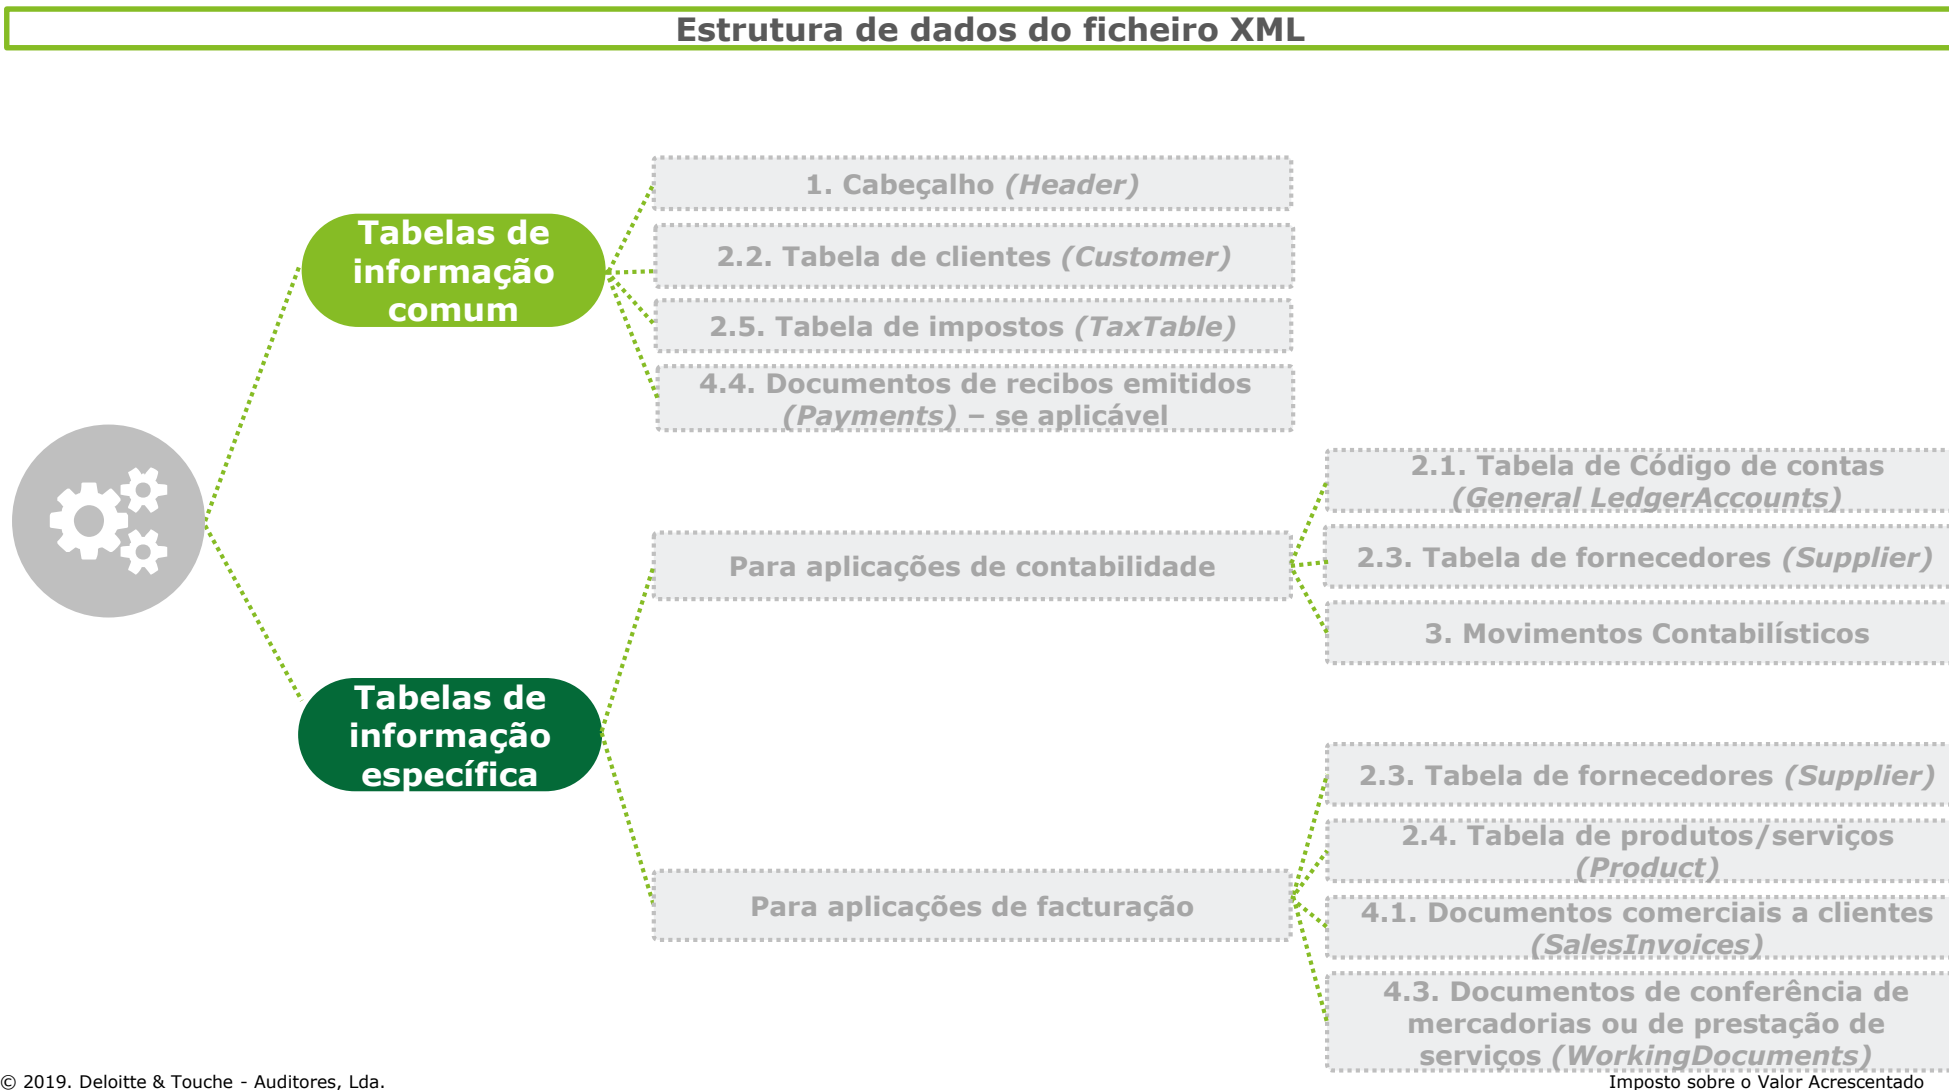 Estrutura de dados do ficheiro XML
Tabelas de
informação
comum
1. Cabeçalho (Header)
2.2. Tabela de clientes (Customer)
2.5. Tabela de impostos (TaxTable)
4.4. Documentos de recibos emitidos
(Payments) – se aplicável
Tabelas de
informação
específica
Para aplicações de contabilidade
2.1. Tabela de Código de contas
(General LedgerAccounts)
2.3. Tabela de fornecedores (Supplier)
3. Movimentos Contabilísticos
Para aplicações de facturação
2.3. Tabela de fornecedores (Supplier)
2.4. Tabela de produtos/serviços
(Product)
4.1. Documentos comerciais a clientes
(SalesInvoices)
4.3. Documentos de conferência de
mercadorias ou de prestação de
serviços (WorkingDocuments)
© 2019. Deloitte & Touche - Auditores, Lda.
Imposto sobre o Valor Acrescentado